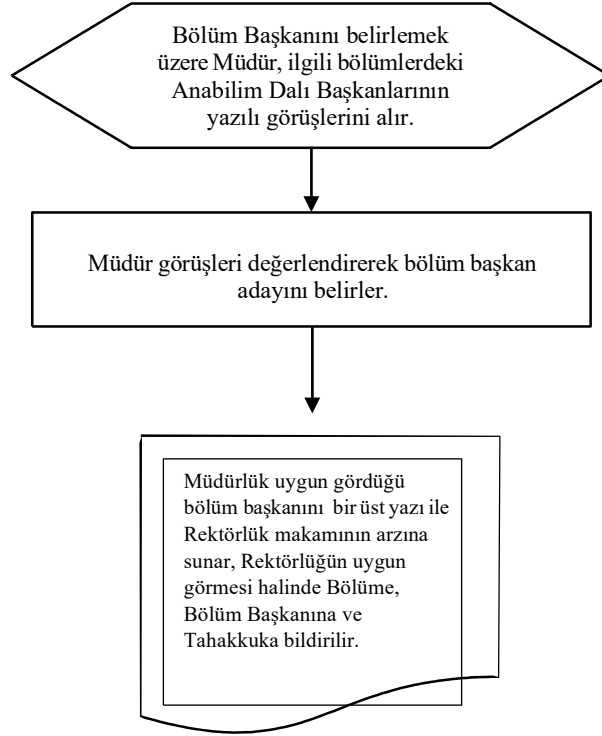 Bölüm Başkanını belirlemek
üzere Müdür, ilgili bölümlerdeki
Anabilim Dalı Başkanlarının
yazılı görüşlerini alır.
Müdür görüşleri değerlendirerek bölüm başkan
adayını belirler.
Müdürlük uygun gördüğü
bölüm başkanını bir üst yazı ile
Rektörlük makamının arzına
sunar, Rektörlüğün uygun
görmesi halinde Bölüme,
Bölüm Başkanına ve
Tahakkuka bildirilir.